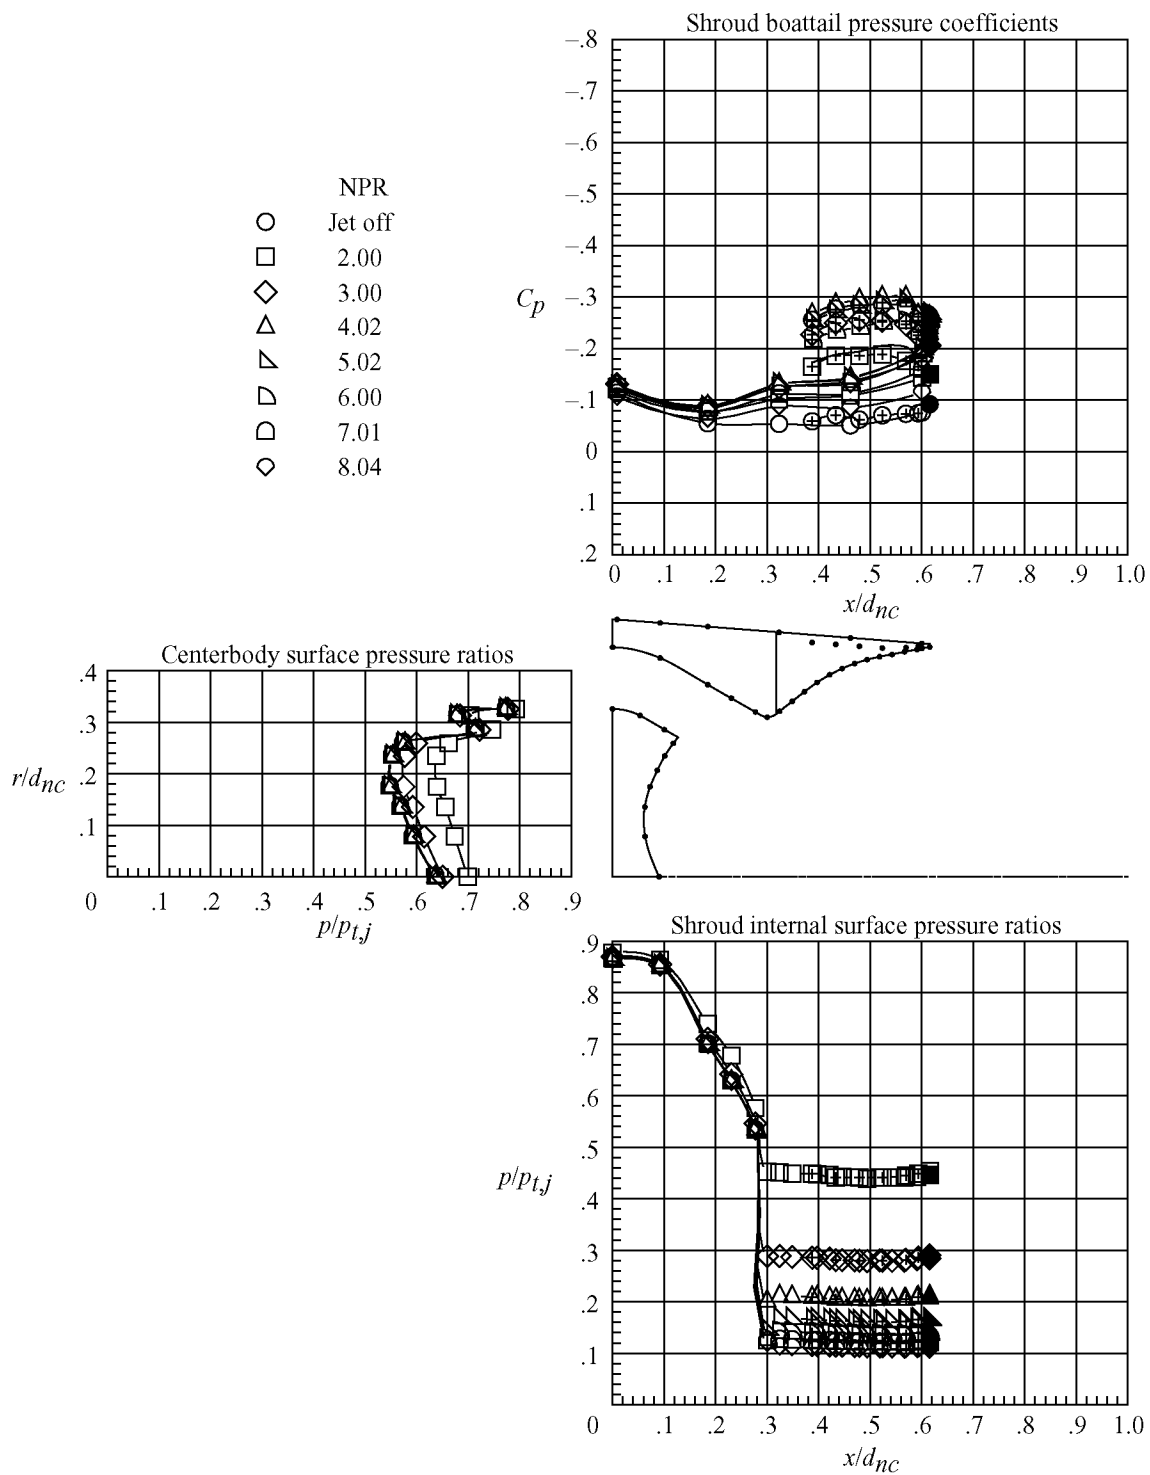 Shroud boattail pressure coefficients
–.8
–.7
–.6
–.5
–.4
–.3
–.2
–.1
0
.1
.2
Cp
0 .1 .2 .3 .4 .5 .6 .7 .8 .9 1.0
x/dnc
NPR
Jet off
2.00
3.00
4.02
5.02
6.00
7.01
8.04
Centerbody surface pressure ratios
.4
.3
.2
.1
r/dnc
0 .1 .2 .3 .4 .5 .6 .7 .8 .9
p/pt,j
Shroud internal surface pressure ratios
.9
.8
.7
.6
.5
.4
.3
.2
.1
p/pt,j
0 .1 .2 .3 .4 .5 .6 .7 .8 .9 1.0
x/dnc